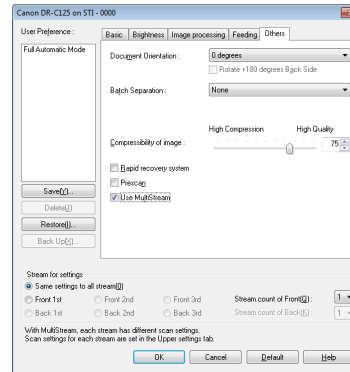 Canon DR-C125 on STI - 0000
User Preference :
Full Automatic Mode
Save(Y)...
Delete(J)
Restore(I)...
Back Up(X)...
Basic Brightness Image processing Feeding Others
Document Orientation : 0 degrees
Rotate +180 degrees Back Side
Batch Separation : None
High Compression High Quality
Compressibility of image : 75
Rapid recovery system
Prescan
Use MultiStream
Stream for settings
Same settings to all stream(0)
Front 1st Front 2nd Front 3rd Stream count of Front(Q) : 1
Back 1st Back 2nd Back 3rd Stream count of Back(K) : 1
With MultiStream, each stream has different scan settings.
Scan settings for each stream are set in the Upper settings tab.
OK Cancel Default Help